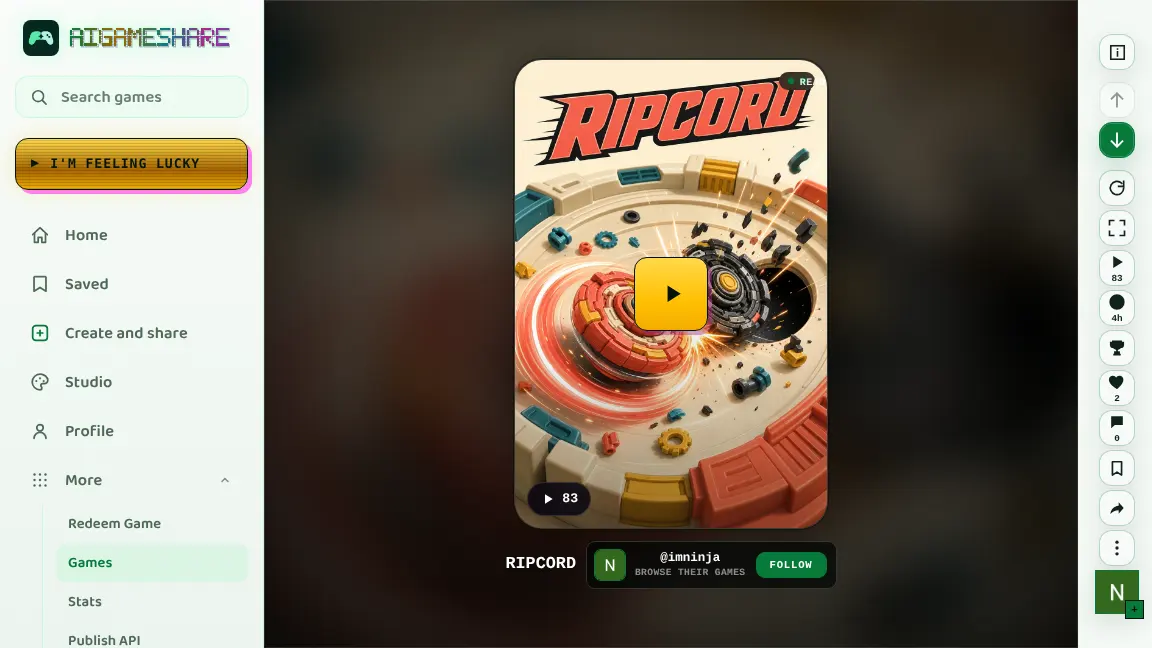 AIGAMESHARE
Search games
I'M FEELING LUCKY
Home
Saved
Create and share
Studio
Profile
More
Redeem Game
Games
Stats
Publish API
RIPCORD
83
RIPCORD
N
@imninja
BROWSE THEIR GAMES
FOLLOW
83
4h
2
0
N
+